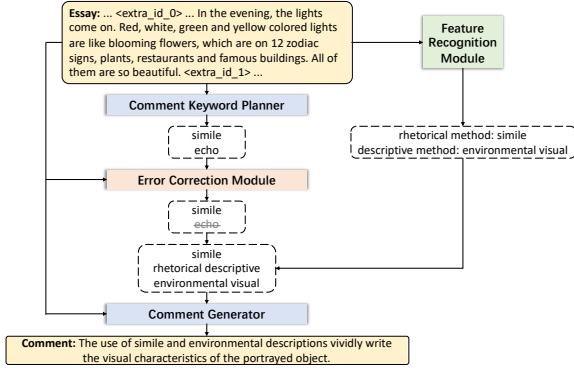 Essay: ... <extra_id_0> ... In the evening, the lights
come on. Red, white, green and yellow colored lights
are like blooming flowers, which are on 12 zodiac
signs, plants, restaurants and famous buildings. All of
them are so beautiful. <extra_id_1> ...
Feature
Recognition
Module
Comment Keyword Planner
simile
echo
rhetorical method: simile
descriptive method: environmental visual
Error Correction Module
simile
echo
simile
rhetorical descriptive
environmental visual
Comment Generator
Comment: The use of simile and environmental descriptions vividly write
the visual characteristics of the portrayed object.